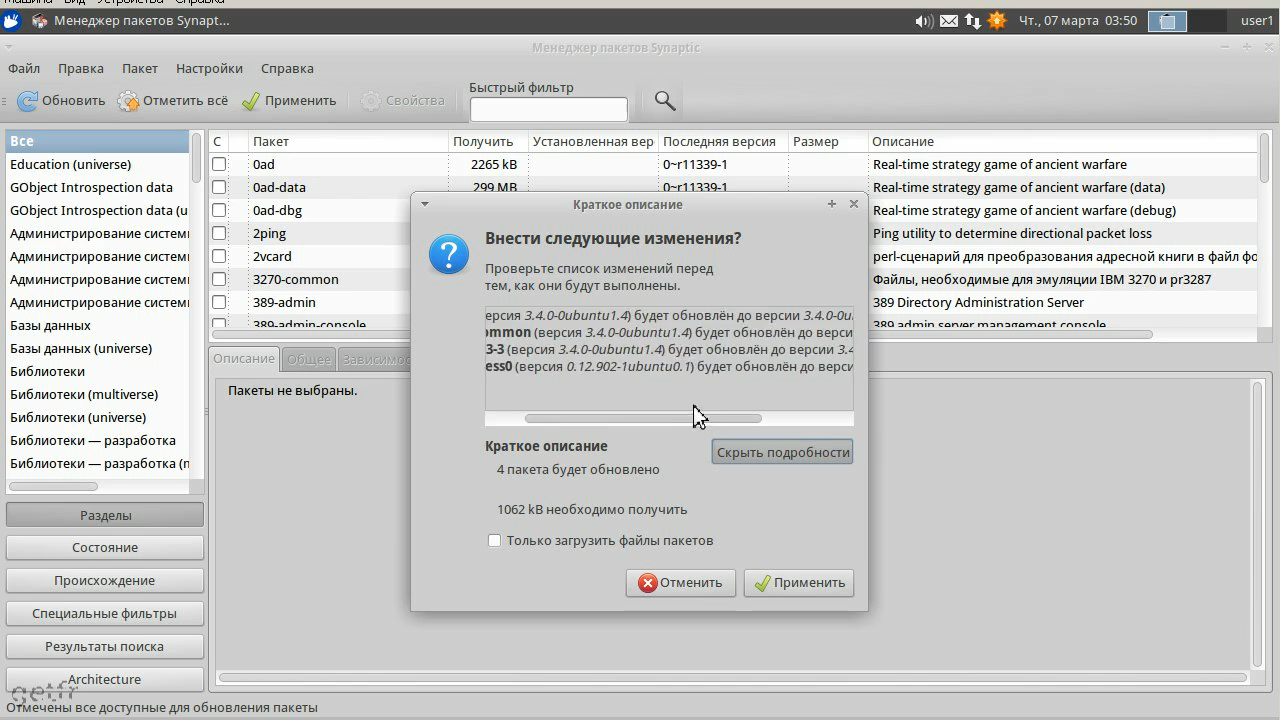 Машина Вид Устройства Справка
Менеджер пакетов Synapt...
Чт., 07 марта 03:50
user1
Менеджер пакетов Synaptic
Файл Правка Пакет Настройки Справка
Обновить Отметить всё Применить Свойства
Быстрый фильтр
Все
Education (universe)
GObject Introspection data
GObject Introspection data (u
Администрирование систем
Администрирование систем
Администрирование систем
Базы данных
Базы данных (universe)
Библиотеки
Библиотеки (multiverse)
Библиотеки (universe)
Библиотеки — разработка
Библиотеки — разработка (m
Разделы
Состояние
Происхождение
Специальные фильтры
Результаты поиска
Architecture
С Пакет Получить Установленная вер Последняя версия Размер Описание
0ad 2265 kB 0~r11339-1 Real-time strategy game of ancient warfare
0ad-data 299 MB 0~r11339-1 Real-time strategy game of ancient warfare (data)
0ad-dbg Real-time strategy game of ancient warfare (debug)
2ping Ping utility to determine directional packet loss
2vcard perl-сценарий для преобразования адресной книги в файл фо
3270-common Файлы, необходимые для эмуляции IBM 3270 и pr3287
389-admin 389 Directory Administration Server
389-admin-console 389 admin server management console
Описание Общее Зависимос
Пакеты не выбраны.
Краткое описание
Внести следующие изменения?
Проверьте список изменений перед
тем, как они будут выполнены.
ерсия 3.4.0-0ubuntu1.4) будет обновлён до версии 3.4.0-0u
ommon (версия 3.4.0-0ubuntu1.4) будет обновлён до верси
3-3 (версия 3.4.0-0ubuntu1.4) будет обновлён до версии 3.4
ess0 (версия 0.12.902-1ubuntu0.1) будет обновлён до верси
Краткое описание
Скрыть подробности
4 пакета будет обновлено
1062 kB необходимо получить
Только загрузить файлы пакетов
Отменить Применить
getfr
Отмечены все доступные для обновления пакеты